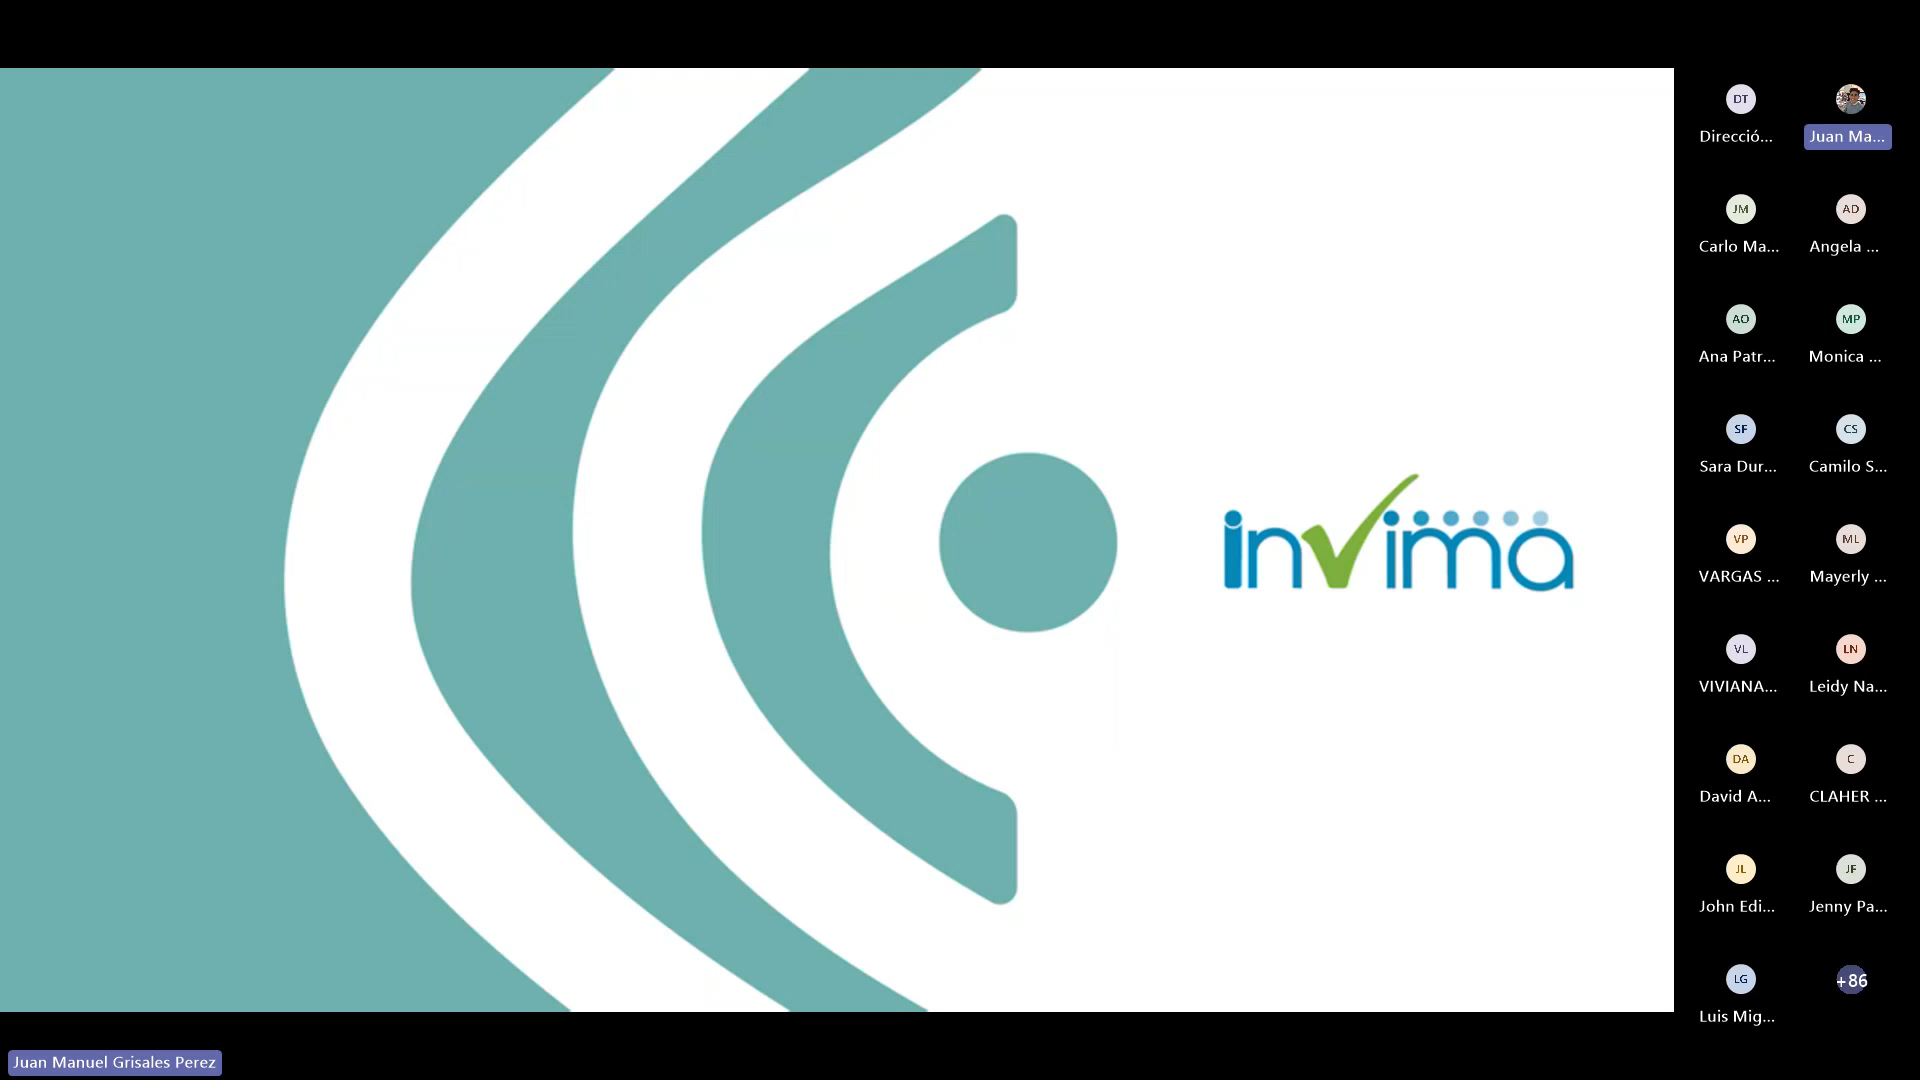 invima
DT
Direcció...
Juan Ma...
JM
Carlo Ma...
AD
Angela ...
AO
Ana Patr...
MP
Monica ...
SF
Sara Dur...
CS
Camilo S...
VP
VARGAS ...
ML
Mayerly ...
VL
VIVIANA...
LN
Leidy Na...
DA
David A...
C
CLAHER ...
JL
John Edi...
JF
Jenny Pa...
LG
Luis Mig...
+86
Juan Manuel Grisales Perez